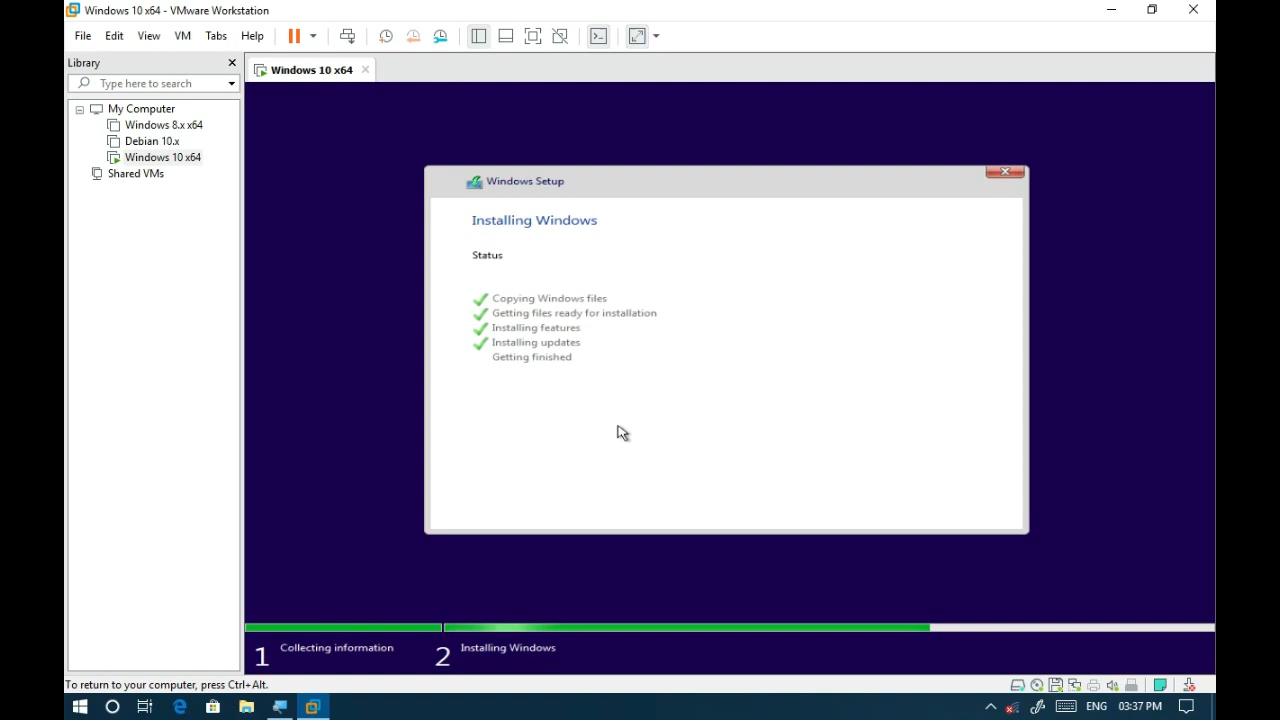 Windows 10 x64 - VMware Workstation
File Edit View VM Tabs Help
Library
Type here to search
Windows 10 x64
My Computer
Windows 8.x x64
Debian 10.x
Windows 10 x64
Shared VMs
Windows Setup
Installing Windows
Status
Copying Windows files
Getting files ready for installation
Installing features
Installing updates
Getting finished
1 Collecting information 2 Installing Windows
To return to your computer, press Ctrl+Alt.
ENG 03:37 PM